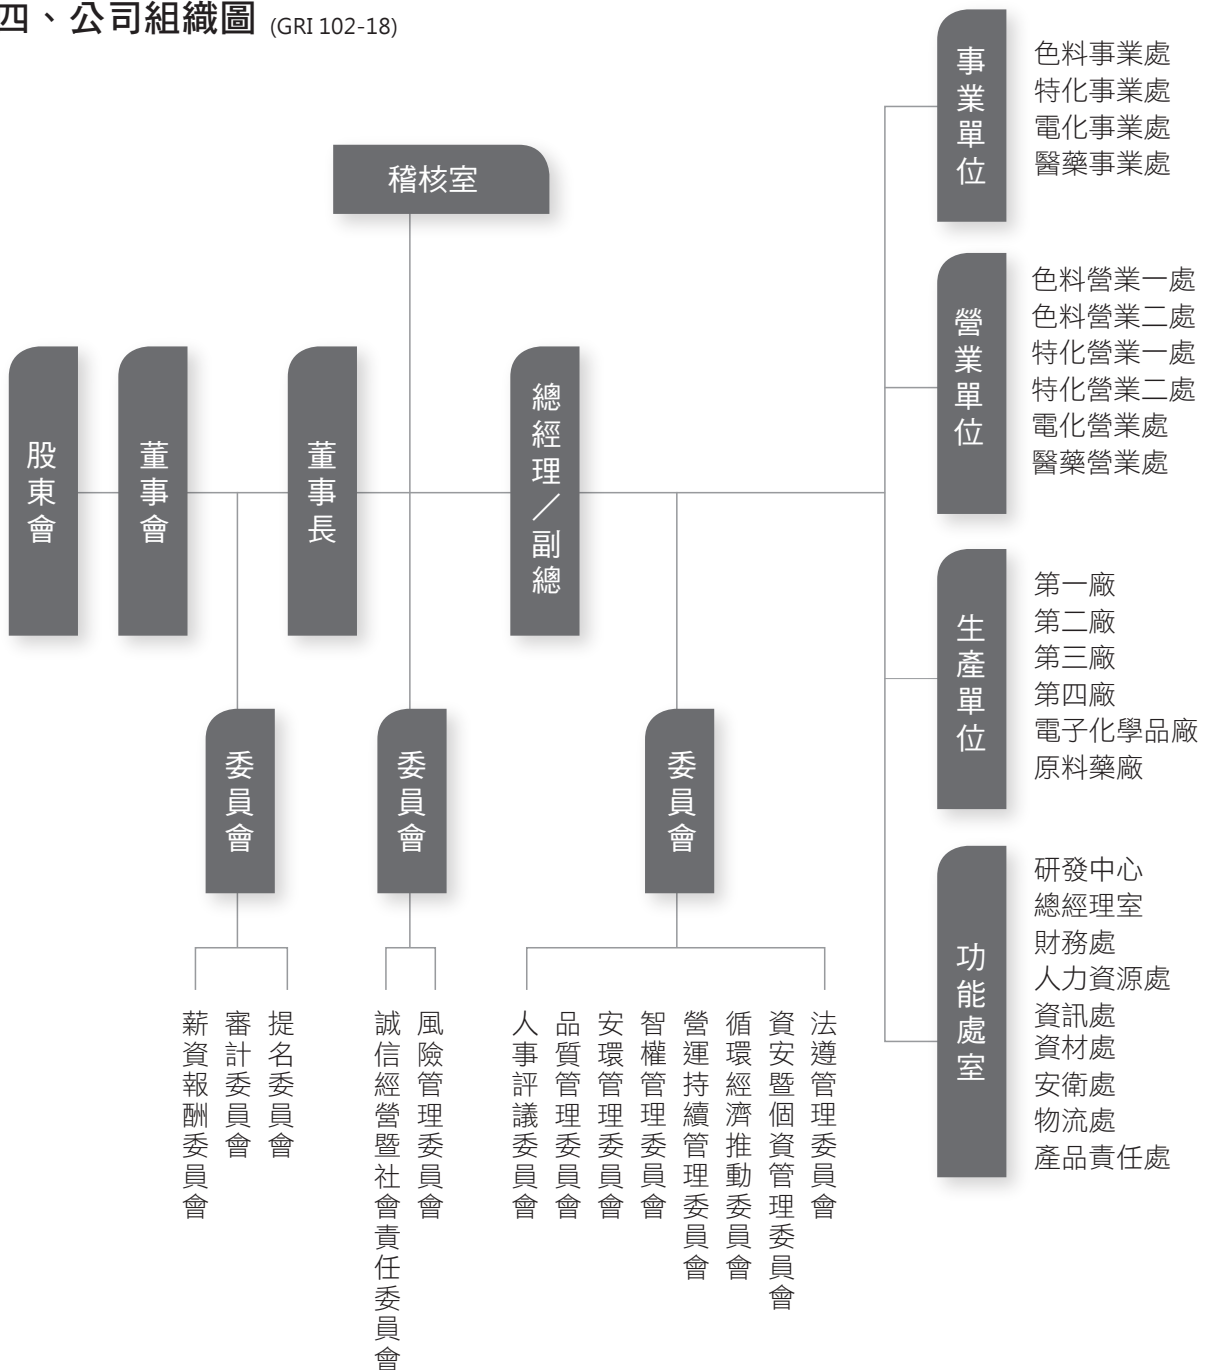 四、公司組織圖 (GRI 102-18)
稽核室
股東會
董事會
董事長
總經理／副總
委員會
薪資報酬委員會
審計委員會
提名委員會
委員會
誠信經營暨社會責任委員會
風險管理委員會
委員會
人事評議委員會
品質管理委員會
安環管理委員會
智權管理委員會
營運持續管理委員會
循環經濟推動委員會
資安暨個資管理委員會
法遵管理委員會
事業單位
色料事業處
特化事業處
電化事業處
醫藥事業處
營業單位
色料營業一處
色料營業二處
特化營業一處
特化營業二處
電化營業處
醫藥營業處
生產單位
第一廠
第二廠
第三廠
第四廠
電子化學品廠
原料藥廠
功能處室
研發中心
總經理室
財務處
人力資源處
資訊處
資材處
安衛處
物流處
產品責任處